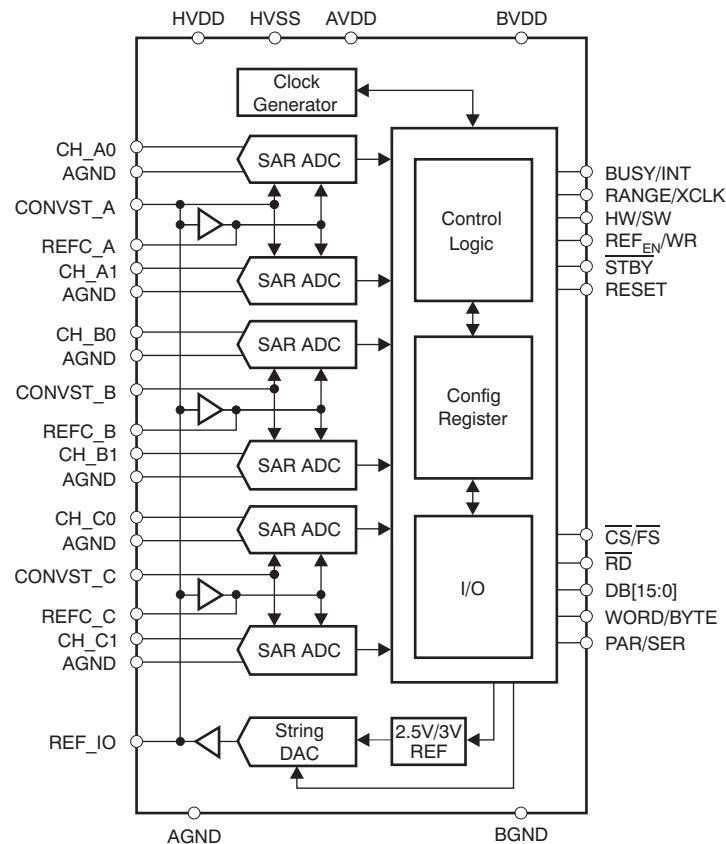 HVDD HVSS AVDD BVDD
Clock
Generator
CH_A0
AGND
SAR ADC
CONVST_A
REFC_A
CH_A1
AGND
SAR ADC
CH_B0
AGND
SAR ADC
CONVST_B
REFC_B
CH_B1
AGND
SAR ADC
CH_C0
AGND
SAR ADC
CONVST_C
REFC_C
CH_C1
AGND
SAR ADC
REF_IO
String
DAC
2.5V/3V
REF
Control
Logic
Config
Register
I/O
BUSY/INT
RANGE/XCLK
HW/SW
REFEN/WR
STBY
RESET
CS/FS
RD
DB[15:0]
WORD/BYTE
PAR/SER
AGND BGND